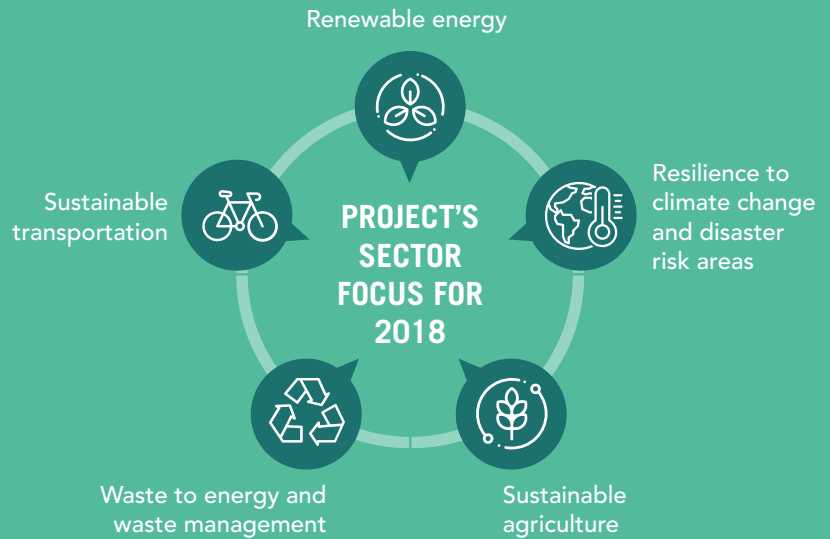 Renewable energy
Sustainable
transportation
PROJECT'S
SECTOR
FOCUS FOR
2018
Resilience to
climate change
and disaster
risk areas
Waste to energy and
waste management
Sustainable
agriculture